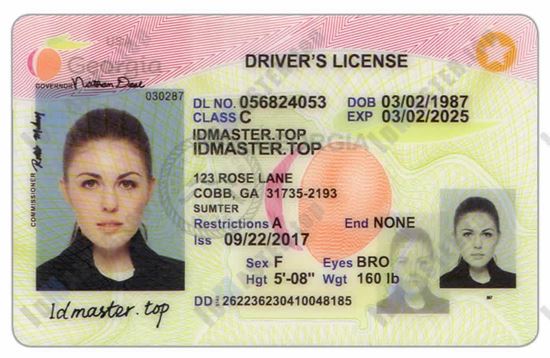 USA
Georgia
DRIVER'S LICENSE
GOVERNOR Nathan Deal
030287
DL NO. 056824053 DOB 03/02/1987
CLASS C EXP 03/02/2025
IDMASTER.TOP
IDMASTER.TOP
123 ROSE LANE
COBB, GA 31735-2193
SUMTER
Restrictions A End NONE
Iss 09/22/2017
Sex F Eyes BRO
Hgt 5'-08" Wgt 160 lb
DD 262236230410048185
COMMISSIONER
Idmaster.top